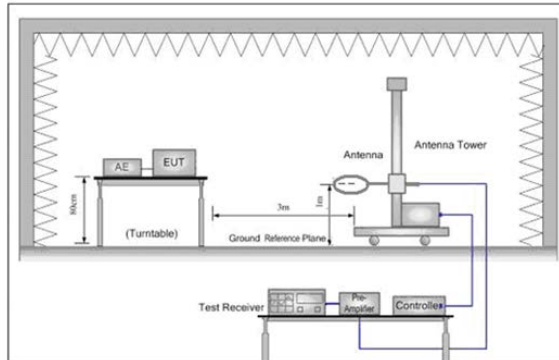 AE
EUT
Antenna
Antenna Tower
80cm
(Turntable)
3m
1m
Ground Reference Plane
Test Receiver
Pre-
Amplifier
Controller